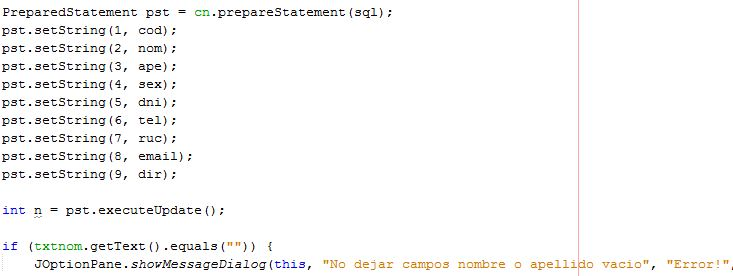 PreparedStatement pst = cn.prepareStatement(sql);
pst.setString(1, cod);
pst.setString(2, nom);
pst.setString(3, ape);
pst.setString(4, sex);
pst.setString(5, dni);
pst.setString(6, tel);
pst.setString(7, ruc);
pst.setString(8, email);
pst.setString(9, dir);
int n = pst.executeUpdate();
if (txtnom.getText().equals("")) {
JOptionPane.showMessageDialog(this, "No dejar campos nombre o apellido vacio", "Error!",